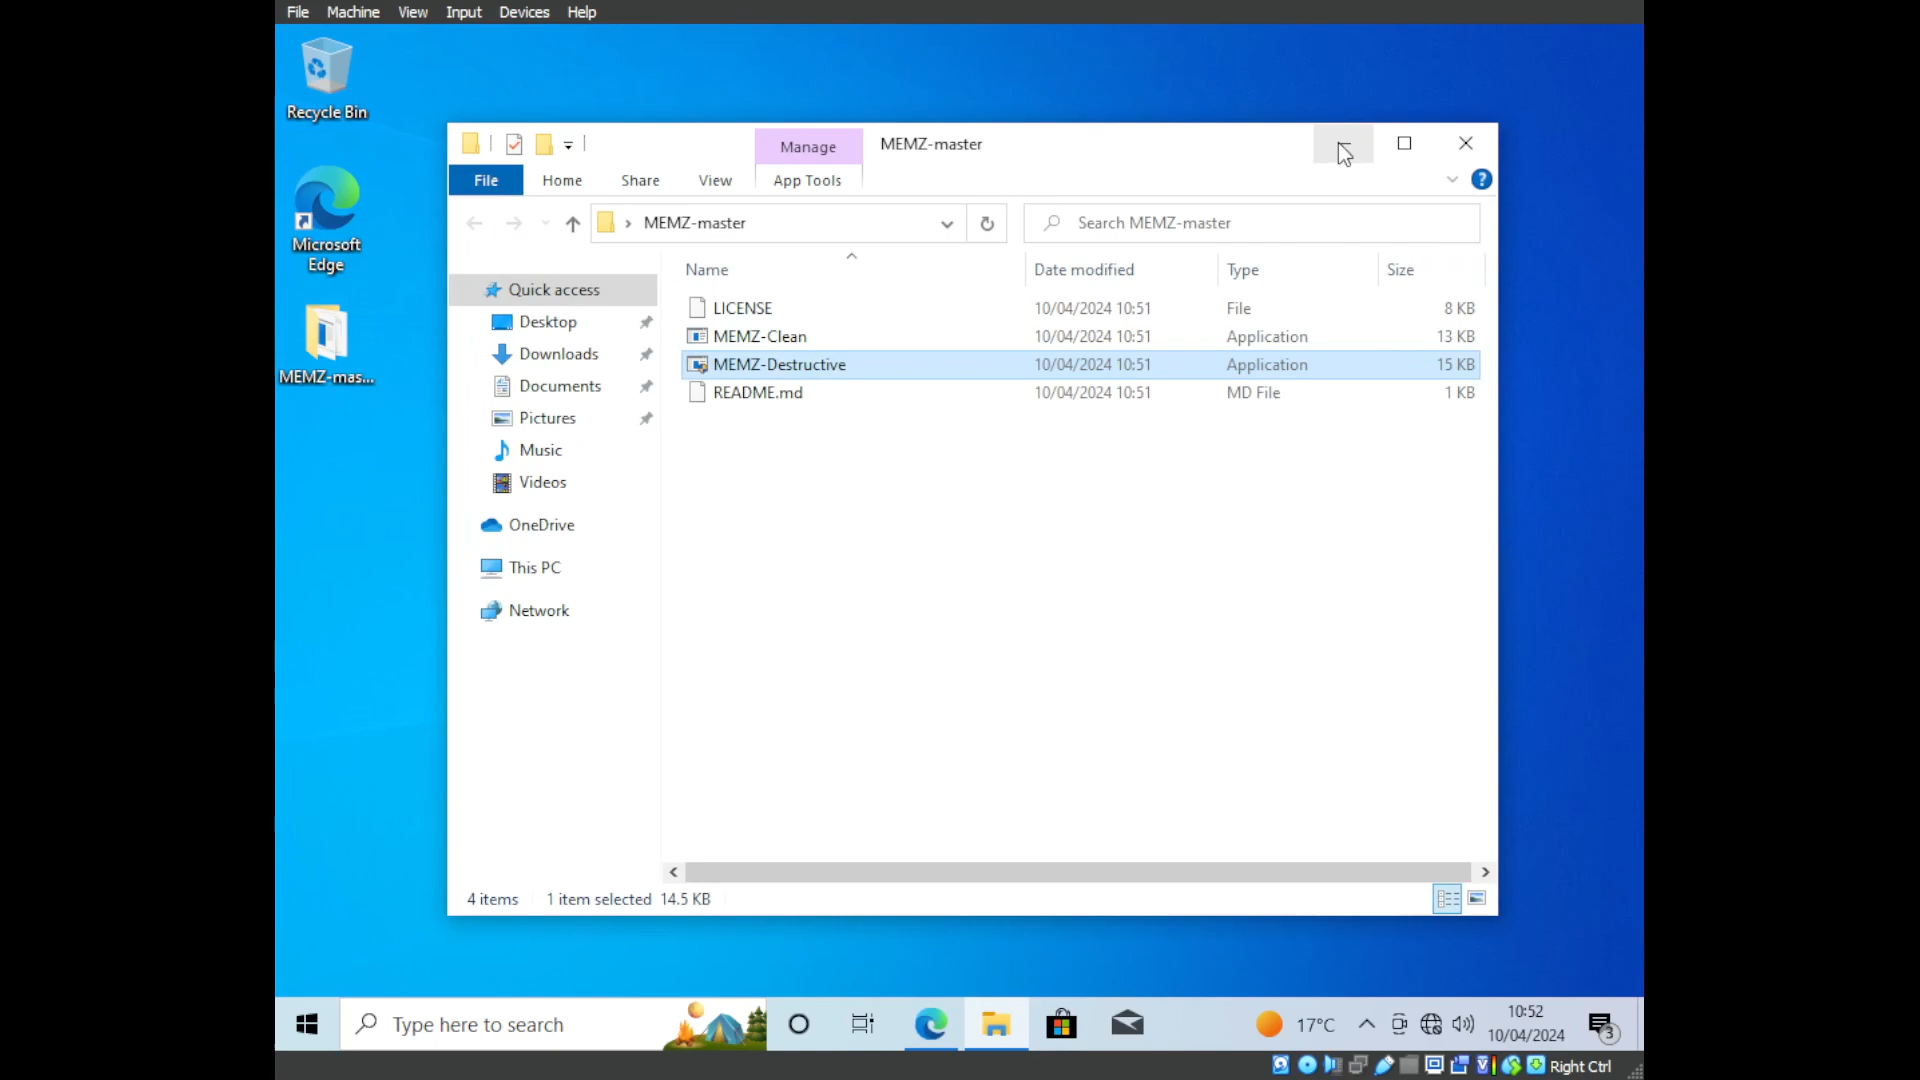 File Machine View Input Devices Help
Recycle Bin
Microsoft
Edge
MEMZ-mas...
Manage MEMZ-master
File Home Share View App Tools
MEMZ-master
Search MEMZ-master
Name Date modified Type Size
LICENSE 10/04/2024 10:51 File 8 KB
MEMZ-Clean 10/04/2024 10:51 Application 13 KB
MEMZ-Destructive 10/04/2024 10:51 Application 15 KB
README.md 10/04/2024 10:51 MD File 1 KB
Quick access
Desktop
Downloads
Documents
Pictures
Music
Videos
OneDrive
This PC
Network
4 items 1 item selected 14.5 KB
Type here to search
17°C
10:52
10/04/2024
3
Right Ctrl